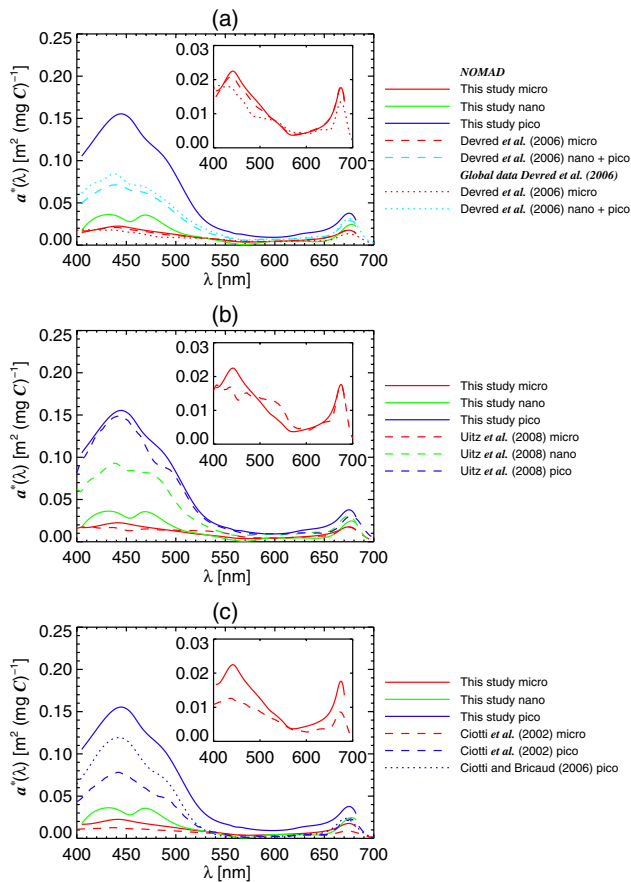 (a)
0.25
0.20
0.15
0.10
0.05
0.00
a*(λ) [m² (mg C)⁻¹]
400 450 500 550 600 650 700
λ [nm]
0.03
0.02
0.01
0.00
400 500 600 700
NOMAD
This study micro
This study nano
This study pico
Devred et al. (2006) micro
Devred et al. (2006) nano + pico
Global data Devred et al. (2006)
Devred et al. (2006) micro
Devred et al. (2006) nano + pico
(b)
0.25
0.20
0.15
0.10
0.05
0.00
a*(λ) [m² (mg C)⁻¹]
400 450 500 550 600 650 700
λ [nm]
0.03
0.02
0.01
0.00
400 500 600 700
This study micro
This study nano
This study pico
Uitz et al. (2008) micro
Uitz et al. (2008) nano
Uitz et al. (2008) pico
(c)
0.25
0.20
0.15
0.10
0.05
0.00
a*(λ) [m² (mg C)⁻¹]
400 450 500 550 600 650 700
λ [nm]
0.03
0.02
0.01
0.00
400 500 600 700
This study micro
This study nano
This study pico
Ciotti et al. (2002) micro
Ciotti et al. (2002) pico
Ciotti and Bricaud (2006) pico